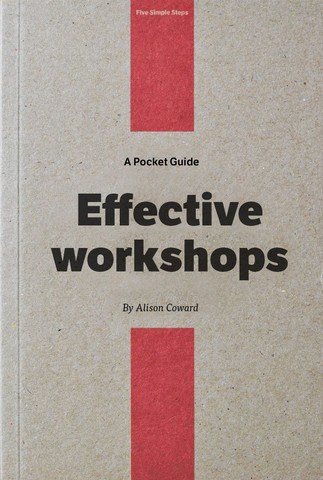 Five Simple Steps
A Pocket Guide
Effective
workshops
By Alison Coward